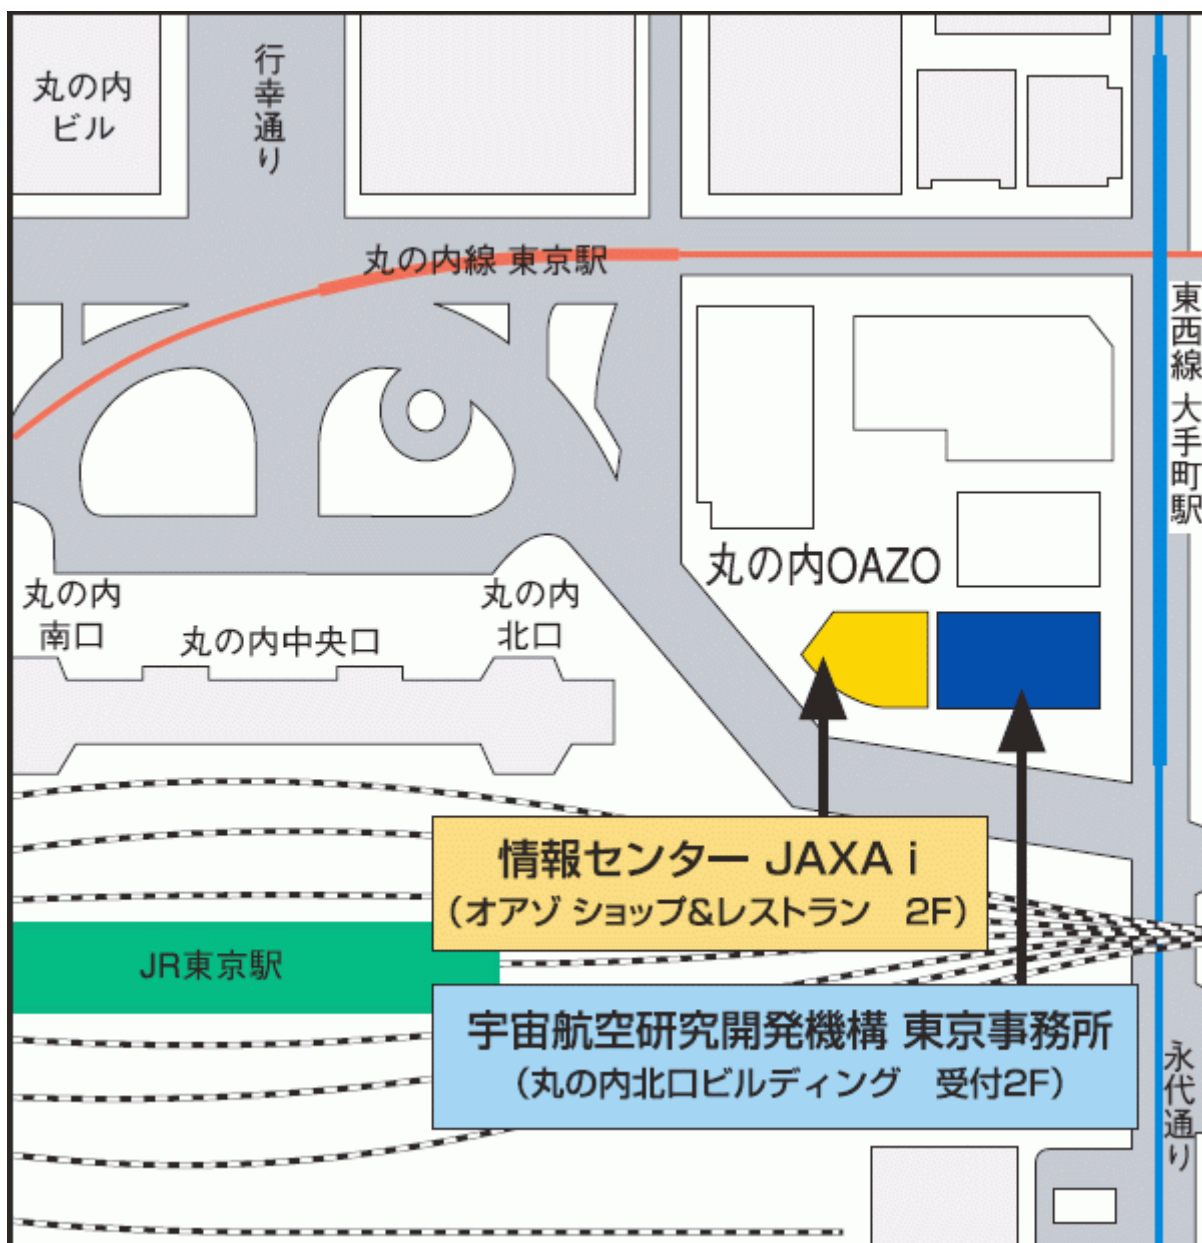 丸の内
ビル
行幸通り
丸の内線 東京駅
東西線 大手町駅
丸の内OAZO
丸の内
南口
丸の内中央口
丸の内
北口
情報センター JAXA i
(オアゾ ショップ&レストラン 2F)
JR東京駅
宇宙航空研究開発機構 東京事務所
(丸の内北口ビルディング 受付2F)
永代通り